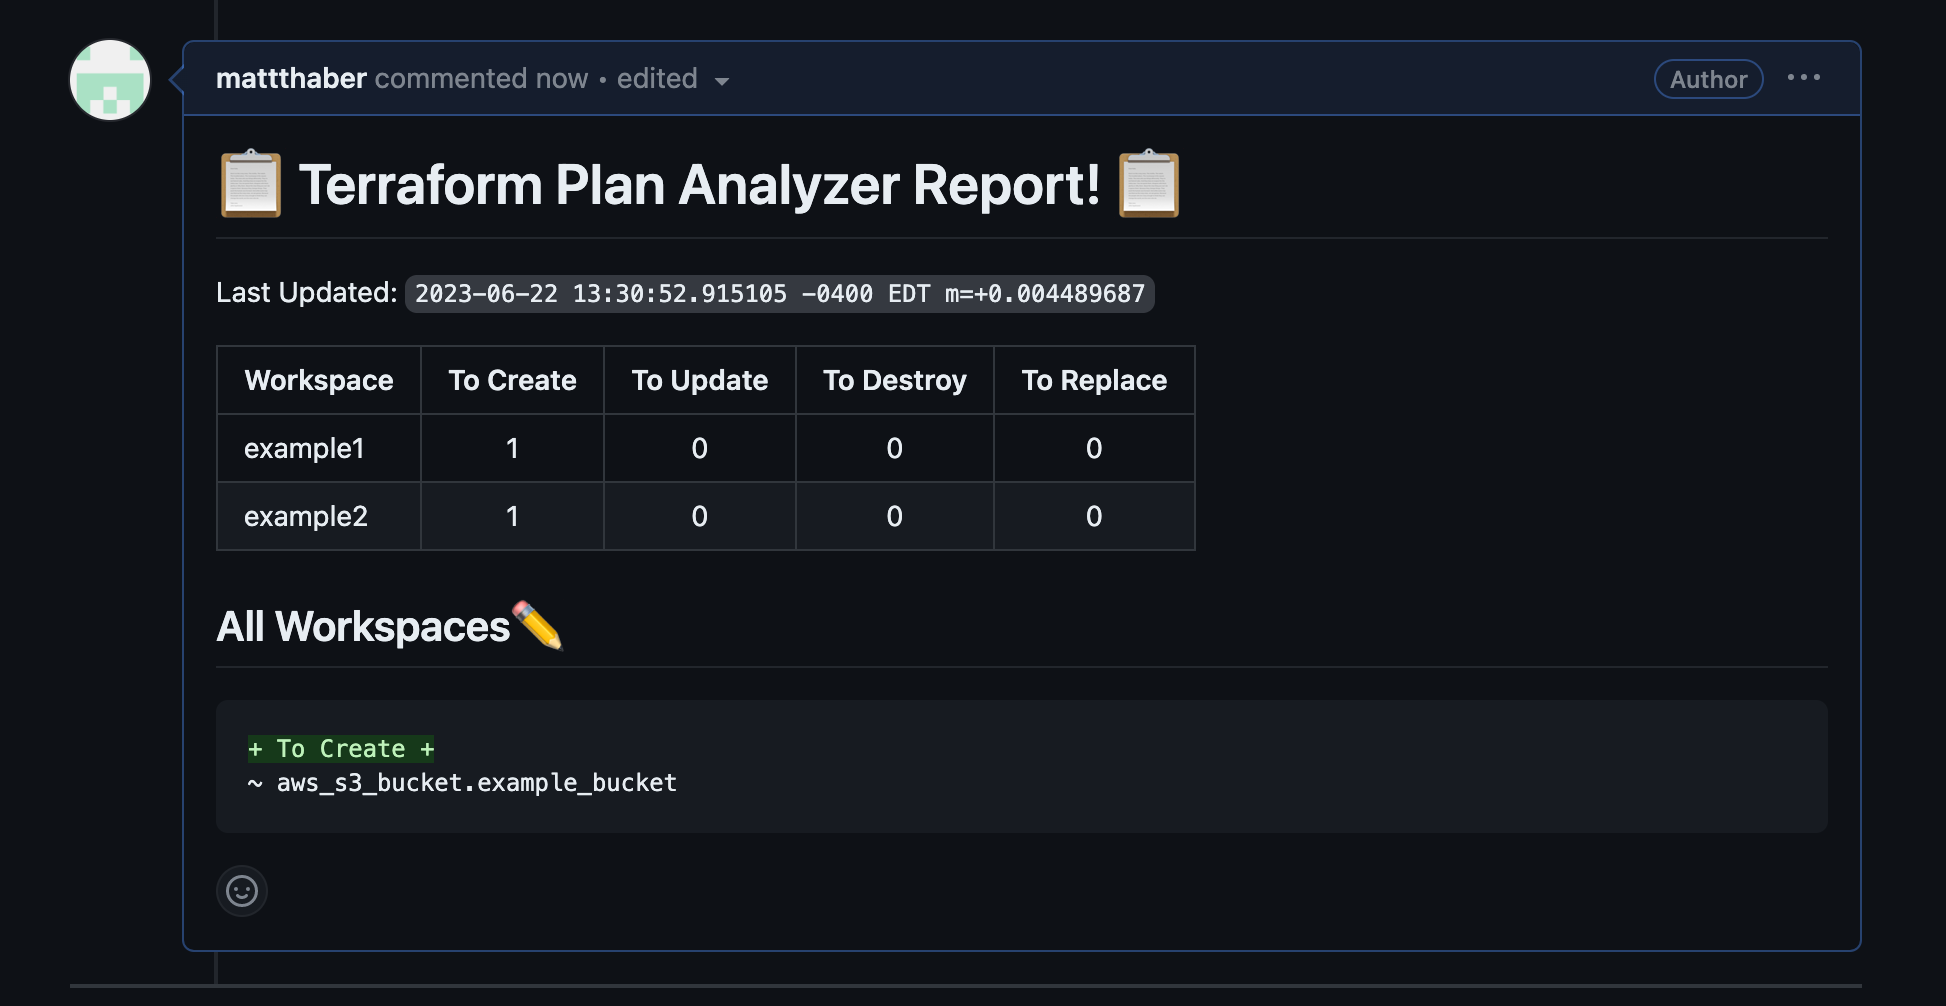 mattthaber commented now • edited
Author
📋 Terraform Plan Analyzer Report! 📋
Last Updated: 2023-06-22 13:30:52.915105 -0400 EDT m=+0.004489687
Workspace To Create To Update To Destroy To Replace
example1 1 0 0 0
example2 1 0 0 0
All Workspaces✏️
+ To Create +
~ aws_s3_bucket.example_bucket